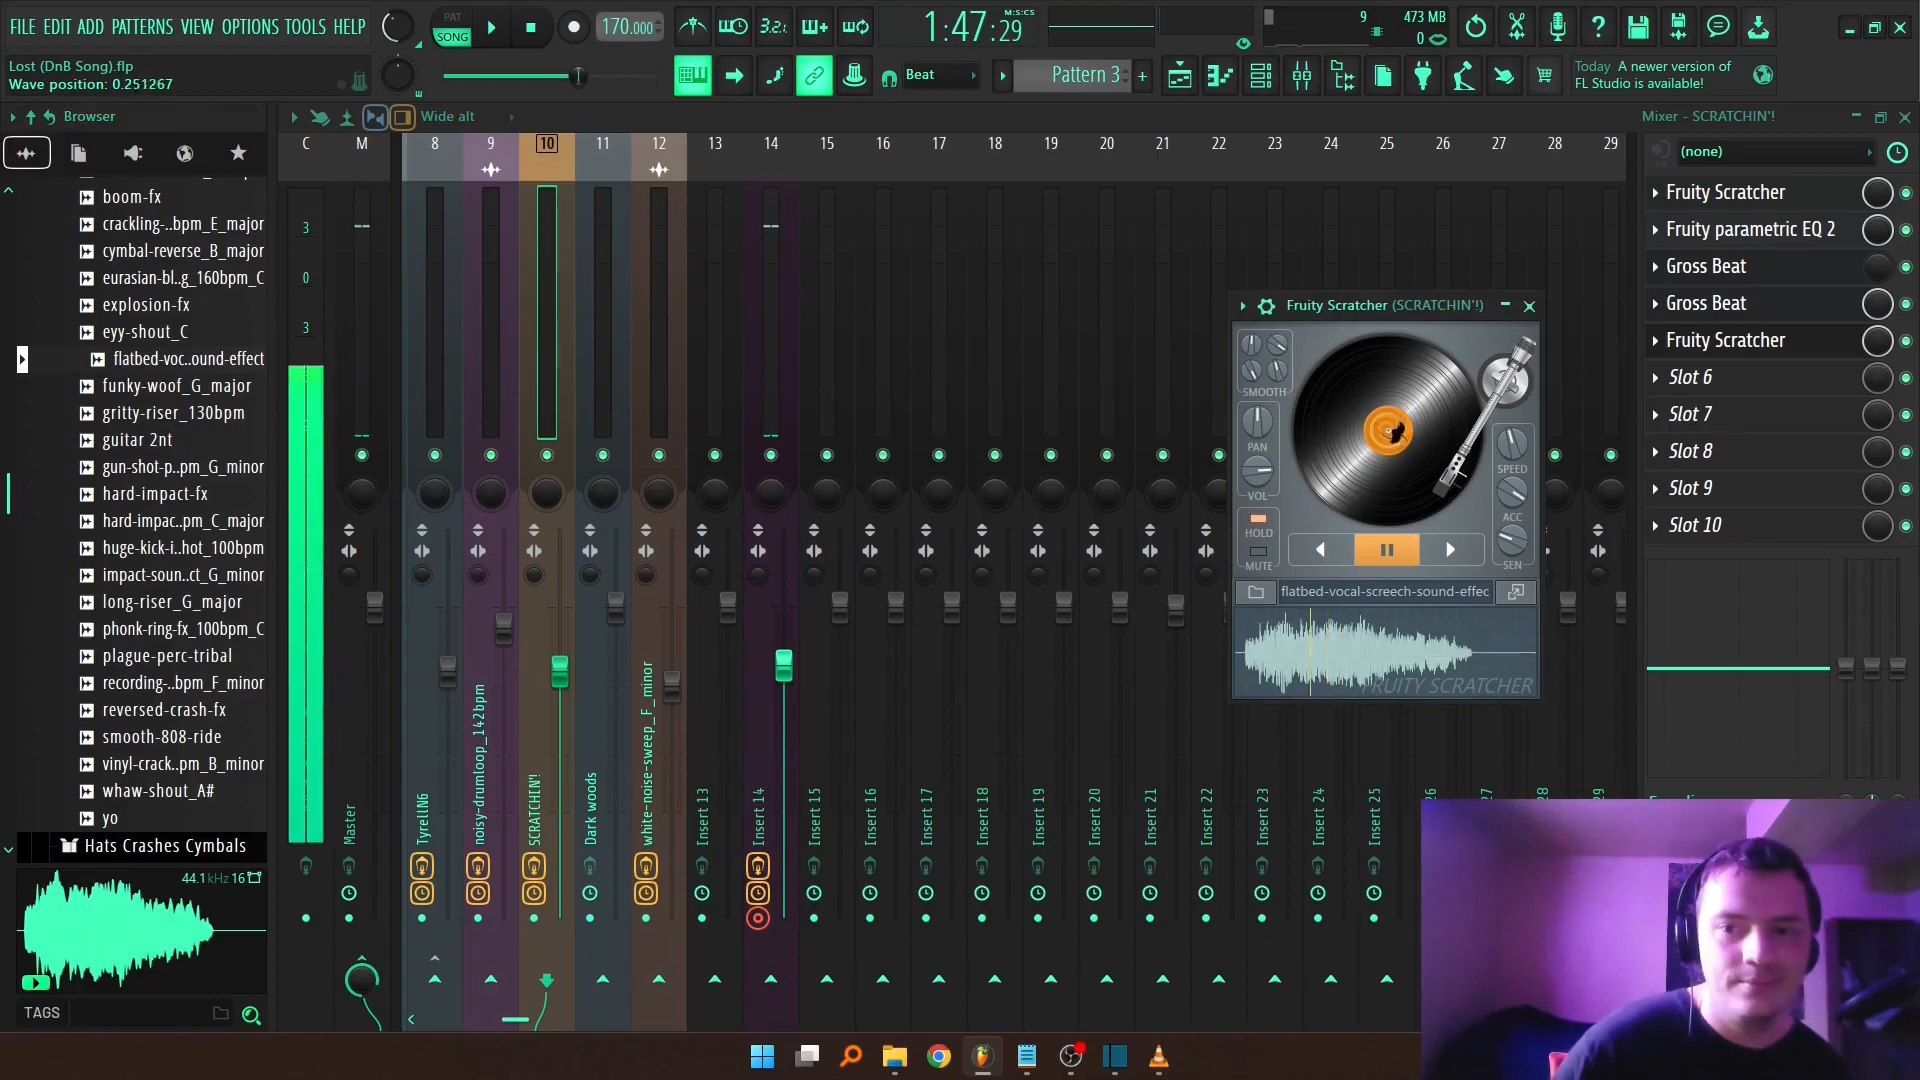 FILE EDIT ADD PATTERNS VIEW OPTIONS TOOLS HELP
PAT
SONG
170.000
3.2.
1:47:29
M:S:CS
9
473 MB
0
Lost (DnB Song).flp
Wave position: 0.251267
Beat
Pattern 3
Today A newer version of
FL Studio is available!
Browser
Wide alt
Mixer - SCRATCHIN'!
boom-fx
crackling-..bpm_E_major
cymbal-reverse_B_major
eurasian-bl..g_160bpm_C
explosion-fx
eyy-shout_C
flatbed-voc..ound-effect
funky-woof_G_major
gritty-riser_130bpm
guitar 2nt
gun-shot-p..pm_G_minor
hard-impact-fx
hard-impac..pm_C_major
huge-kick-i..hot_100bpm
impact-soun..ct_G_minor
long-riser_G_major
phonk-ring-fx_100bpm_C
plague-perc-tribal
recording-..bpm_F_minor
reversed-crash-fx
smooth-808-ride
vinyl-crack..pm_B_minor
whaw-shout_A#
yo
Hats Crashes Cymbals
44.1kHz 16
TAGS
C M 8 9 10 11 12 13 14 15 16 17 18 19 20 21 22 23 24 25 26 27 28 29
3
0
3
Master
TyrellN6
noisy-drumloop_142bpm
SCRATCHIN'!
Dark woods
white-noise-sweep_F_minor
Insert 13
Insert 14
Insert 15
Insert 16
Insert 17
Insert 18
Insert 19
Insert 20
Insert 21
Insert 22
Insert 23
Insert 24
Insert 25
26
27
28
29
Fruity Scratcher (SCRATCHIN'!)
SMOOTH
PAN
VOL
HOLD
MUTE
SPEED
ACC
SEN
flatbed-vocal-screech-sound-effec
FRUITY SCRATCHER
(none)
Fruity Scratcher
Fruity parametric EQ 2
Gross Beat
Gross Beat
Fruity Scratcher
Slot 6
Slot 7
Slot 8
Slot 9
Slot 10